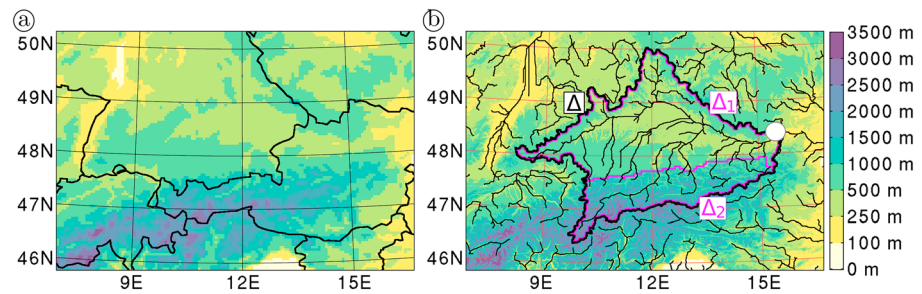 ⓐ
50N
49N
48N
47N
46N
9E 12E 15E
ⓑ
50N
49N
48N
47N
46N
9E 12E 15E
Δ
Δ1
Δ2
3500 m
3000 m
2500 m
2000 m
1500 m
1000 m
500 m
250 m
100 m
0 m